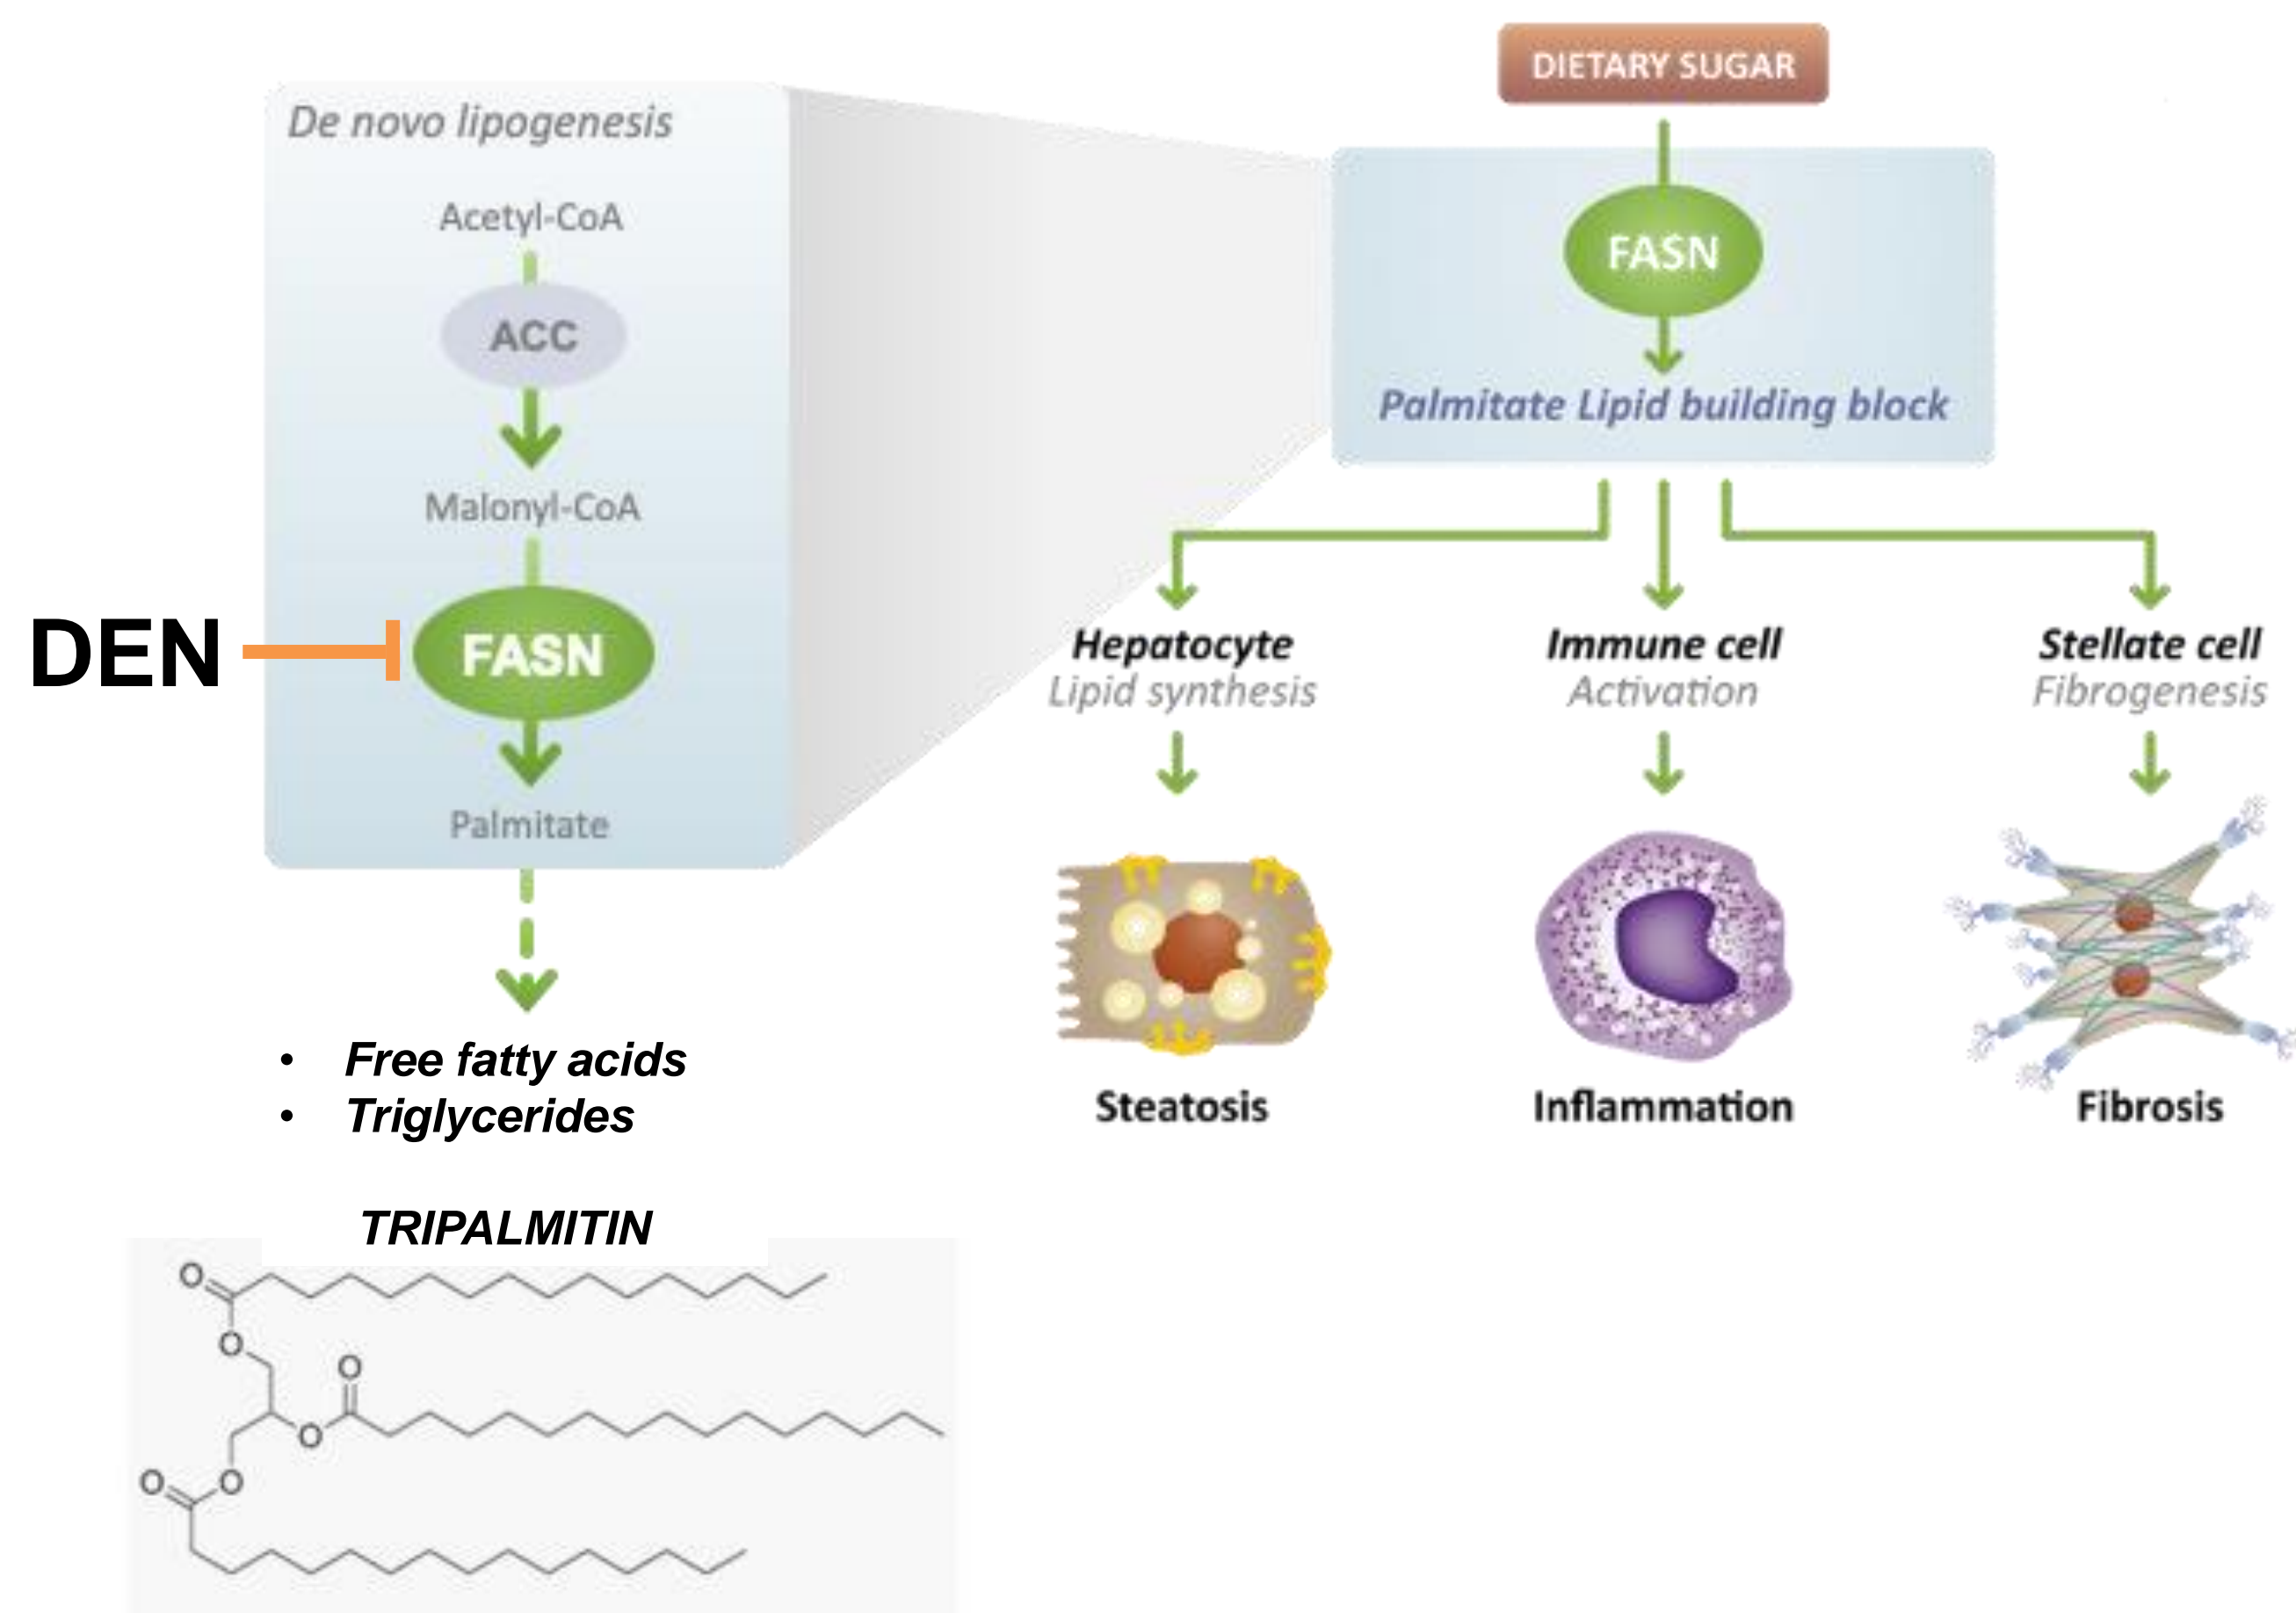 De novo lipogenesis
Acetyl-CoA
ACC
Malonyl-CoA
DEN
FASN
Palmitate
• Free fatty acids
• Triglycerides
TRIPALMITIN
O
O
O
O
O
O
DIETARY SUGAR
FASN
Palmitate Lipid building block
Hepatocyte
Lipid synthesis
Steatosis
Immune cell
Activation
Inflammation
Stellate cell
Fibrogenesis
Fibrosis